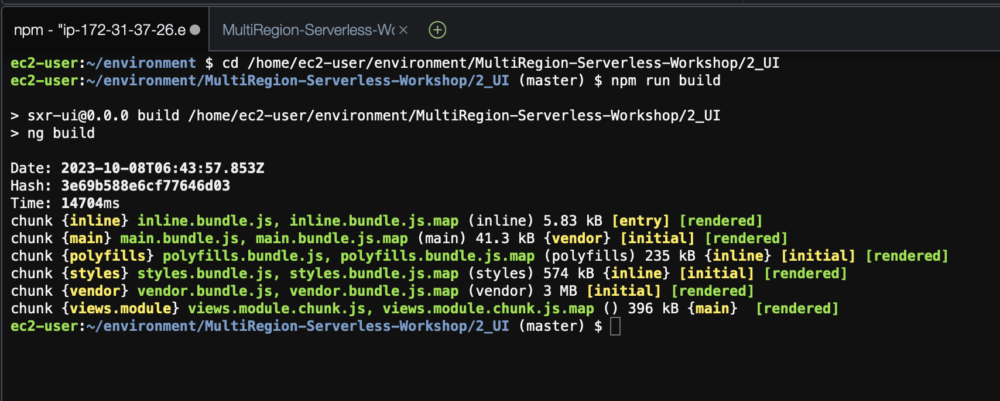 npm - "ip-172-31-37-26.e
MultiRegion-Serverless-Wo
ec2-user:~/environment $ cd /home/ec2-user/environment/MultiRegion-Serverless-Workshop/2_UI
ec2-user:~/environment/MultiRegion-Serverless-Workshop/2_UI (master) $ npm run build
> sxr-ui@0.0.0 build /home/ec2-user/environment/MultiRegion-Serverless-Workshop/2_UI
> ng build
Date: 2023-10-08T06:43:57.853Z
Hash: 3e69b588e6cf77646d03
Time: 14704ms
chunk {inline} inline.bundle.js, inline.bundle.js.map (inline) 5.83 kB [entry] [rendered]
chunk {main} main.bundle.js, main.bundle.js.map (main) 41.3 kB {vendor} [initial] [rendered]
chunk {polyfills} polyfills.bundle.js, polyfills.bundle.js.map (polyfills) 235 kB {inline} [initial] [rendered]
chunk {styles} styles.bundle.js, styles.bundle.js.map (styles) 574 kB {inline} [initial] [rendered]
chunk {vendor} vendor.bundle.js, vendor.bundle.js.map (vendor) 3 MB [initial] [rendered]
chunk {views.module} views.module.chunk.js, views.module.chunk.js.map () 396 kB {main}  [rendered]
ec2-user:~/environment/MultiRegion-Serverless-Workshop/2_UI (master) $